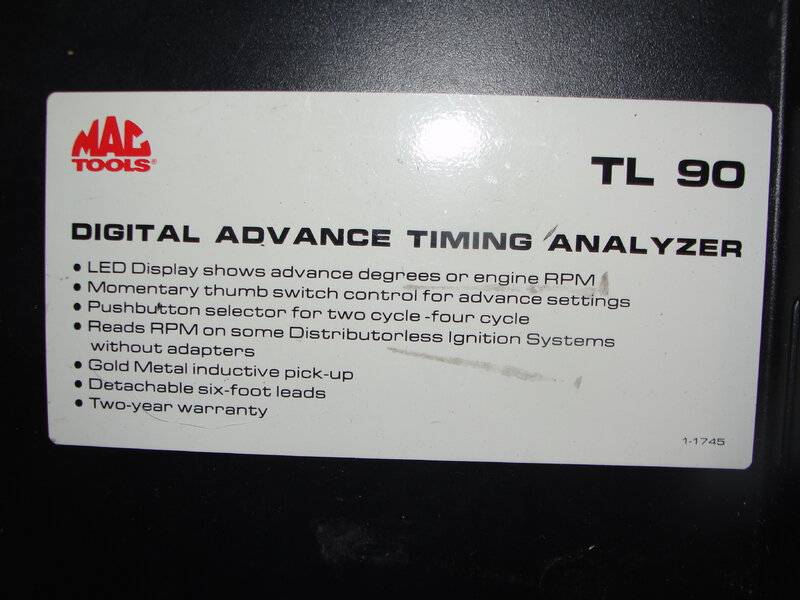 MAC
TOOLS®
TL 90
DIGITAL ADVANCE TIMING ANALYZER
• LED Display shows advance degrees or engine RPM
• Momentary thumb switch control for advance settings
• Pushbutton selector for two cycle -four cycle
• Reads RPM on some Distributorless Ignition Systems
without adapters
• Gold Metal inductive pick-up
• Detachable six-foot leads
• Two-year warranty
1-1745